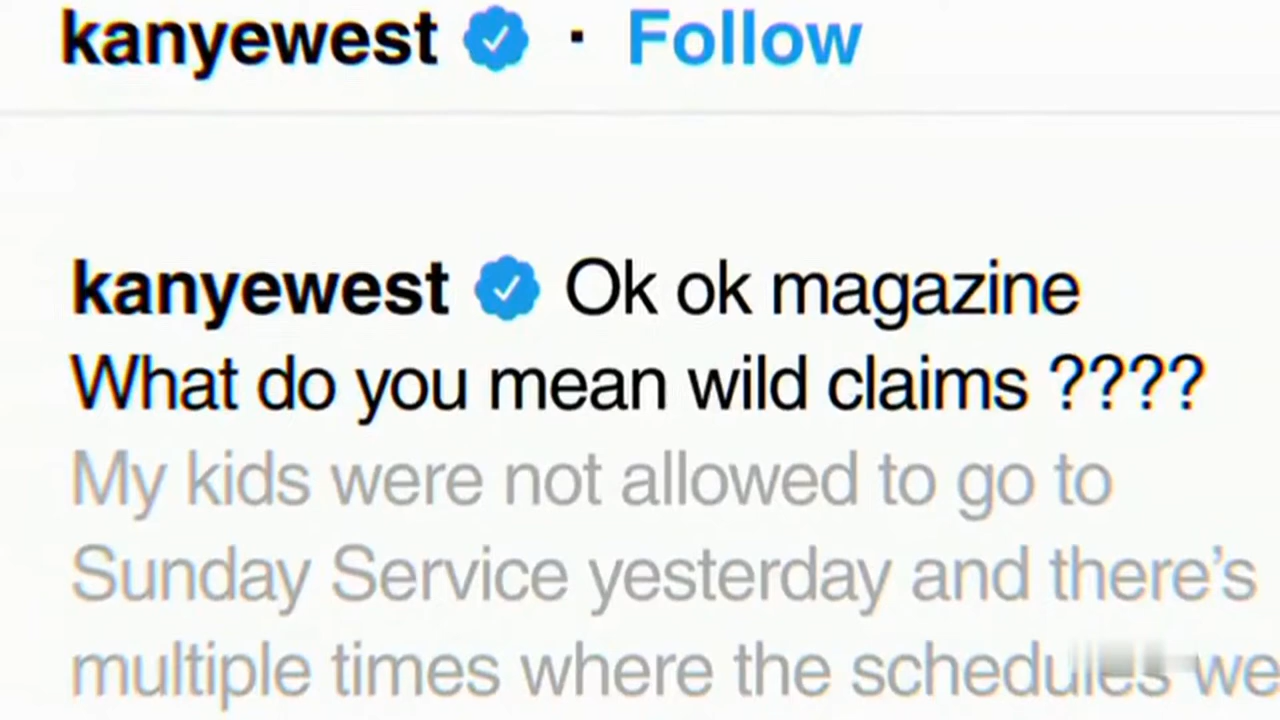 kanyewest · Follow
kanyewest Ok ok magazine
What do you mean wild claims ????
My kids were not allowed to go to
Sunday Service yesterday and there’s
multiple times where the schedules we